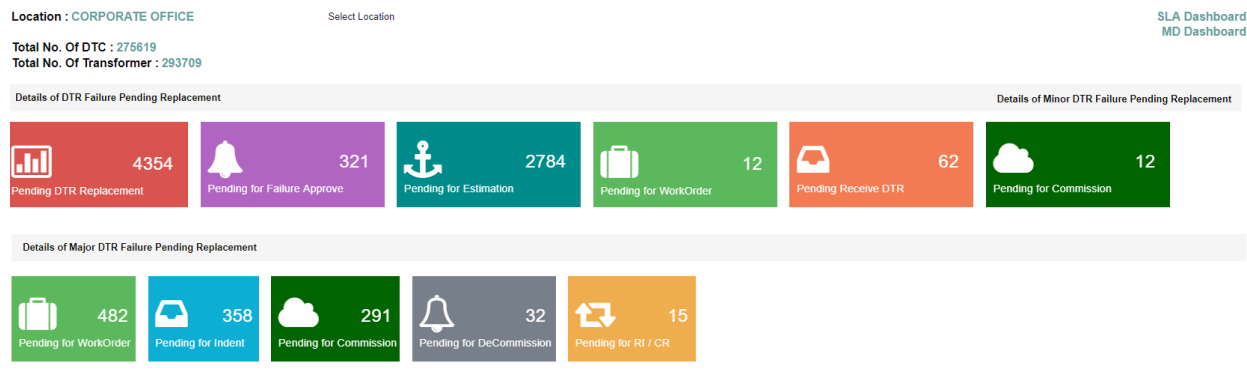 Location : CORPORATE OFFICE Select Location SLA Dashboard
MD Dashboard
Total No. Of DTC : 275619
Total No. Of Transformer : 293709
Details of DTR Failure Pending Replacement Details of Minor DTR Failure Pending Replacement
4354
Pending DTR Replacement
321
Pending for Failure Approve
2784
Pending for Estimation
12
Pending for WorkOrder
62
Pending Receive DTR
12
Pending for Commission
Details of Major DTR Failure Pending Replacement
482
Pending for WorkOrder
358
Pending for Indent
291
Pending for Commission
32
Pending for DeCommission
15
Pending for RI / CR